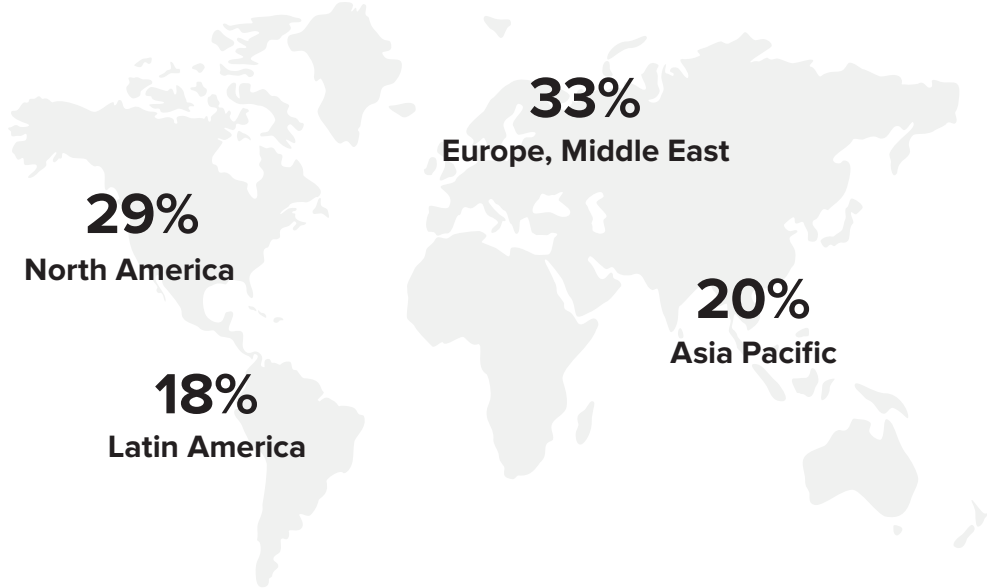 33%
Europe, Middle East
29%
North America
20%
Asia Pacific
18%
Latin America